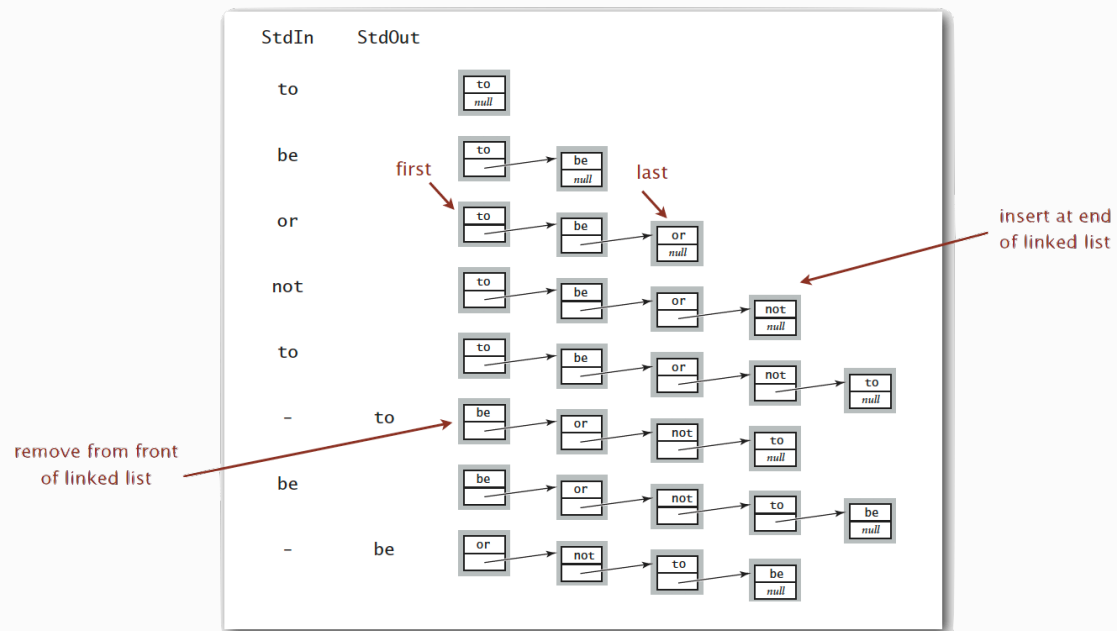 StdIn StdOut
to
to
null
be
to
be
null
first
last
or
to
be
or
null
insert at end
of linked list
not
to
be
or
not
null
to
to
be
or
not
to
null
- to
be
or
not
to
null
remove from front
of linked list
be
be
or
not
to
be
null
- be
or
not
to
be
null